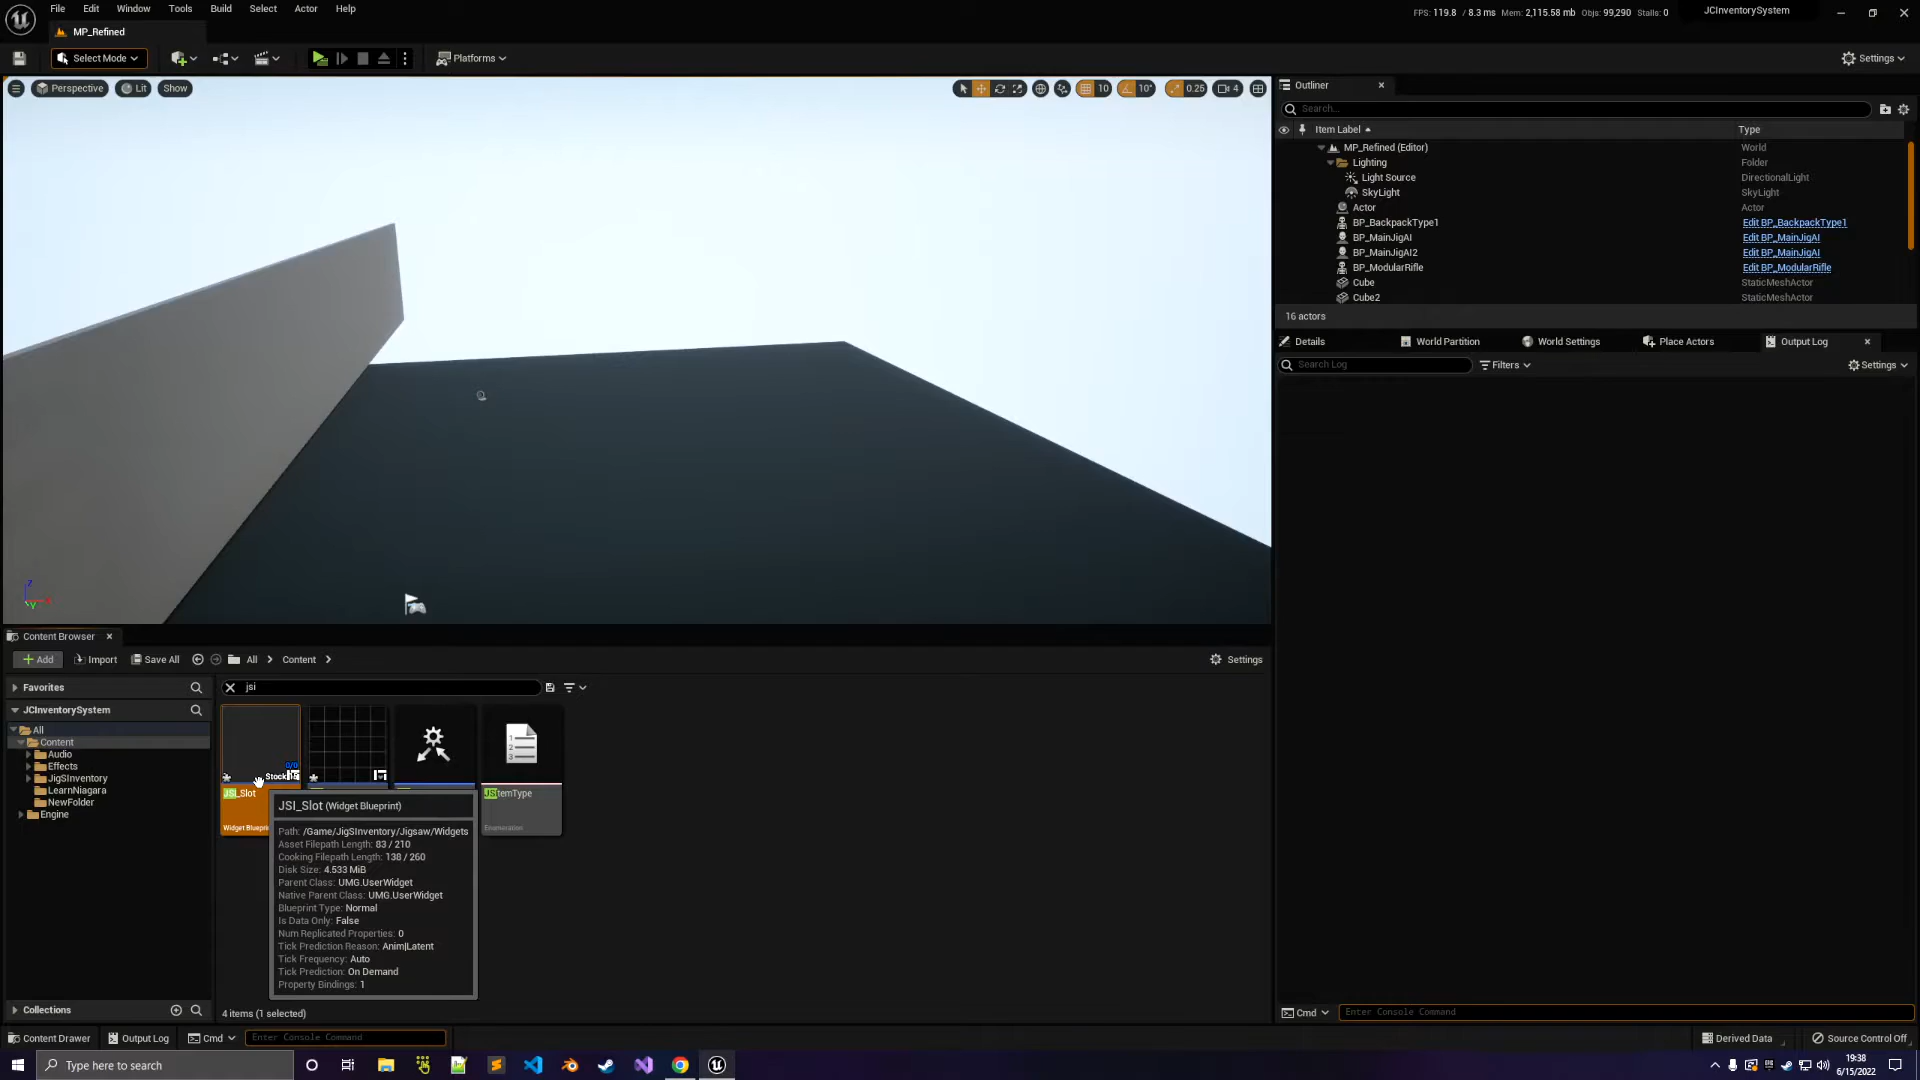 File Edit Window Tools Build Select Actor Help
FPS: 119.8 / 8.3 ms Mem: 2,115.58 mb Objs: 99,290 Stalls: 0 JCInventorySystem
MP_Refined
Select Mode Platforms Settings
Perspective Lit Show 10 10° 0.25 4
Outliner
Search...
Item Label Type
MP_Refined (Editor) World
Lighting Folder
Light Source DirectionalLight
SkyLight SkyLight
Actor Actor
BP_BackpackType1 Edit BP_BackpackType1
BP_MainJigAI Edit BP_MainJigAI
BP_MainJigAI2 Edit BP_MainJigAI
BP_ModularRifle Edit BP_ModularRifle
Cube StaticMeshActor
Cube2 StaticMeshActor
16 actors
Details World Partition World Settings Place Actors Output Log
Search Log Filters Settings
Content Browser
Add Import Save All All Content Settings
Favorites
jsi
JCInventorySystem
All
Content
Audio
Effects
JigSInventory
LearnNiagara
NewFolder
Engine
0/0
Stock
JSI_Slot
JSItemType
Widget Bluepri
Enumeration
JSI_Slot (Widget Blueprint)
Path: /Game/JigSInventory/Jigsaw/Widgets
Asset Filepath Length: 83 / 210
Cooking Filepath Length: 138 / 260
Disk Size: 4.533 MiB
Parent Class: UMG.UserWidget
Native Parent Class: UMG.UserWidget
Blueprint Type: Normal
Is Data Only: False
Num Replicated Properties: 0
Tick Prediction Reason: Anim|Latent
Tick Frequency: Auto
Tick Prediction: On Demand
Property Bindings: 1
Collections
4 items (1 selected)
Cmd Enter Console Command
Content Drawer Output Log Cmd Enter Console Command Derived Data Source Control Off
Type here to search
19:38
6/15/2022